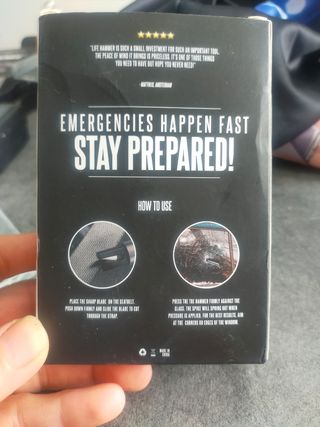 "LIFE HAMMER IS SUCH A SMALL INVESTMENT FOR SUCH AN IMPORTANT TOOL.
THE PEACE OF MIND IT BRINGS IS PRICELESS. IT'S ONE OF THOSE THINGS
YOU NEED TO HAVE BUT HOPE YOU NEVER NEED!"
-MATTHIJS, AMSTERDAM
EMERGENCIES HAPPEN FAST
STAY PREPARED!
HOW TO USE
PLACE THE SHARP BLADE ON THE SEATBELT.
PUSH DOWN FIRMLY AND GLIDE THE BLADE TO CUT
THROUGH THE STRAP.
PRESS THE THE HAMMER FIRMLY AGAINST THE
GLASS. THE SPIKE WILL SPRING OUT WHEN
PRESSURE IS APPLIED. FOR THE BEST RESULTS, AIM
AT THE CORNERS OR EDGES OF THE WINDOW.
MADE IN
CHINA